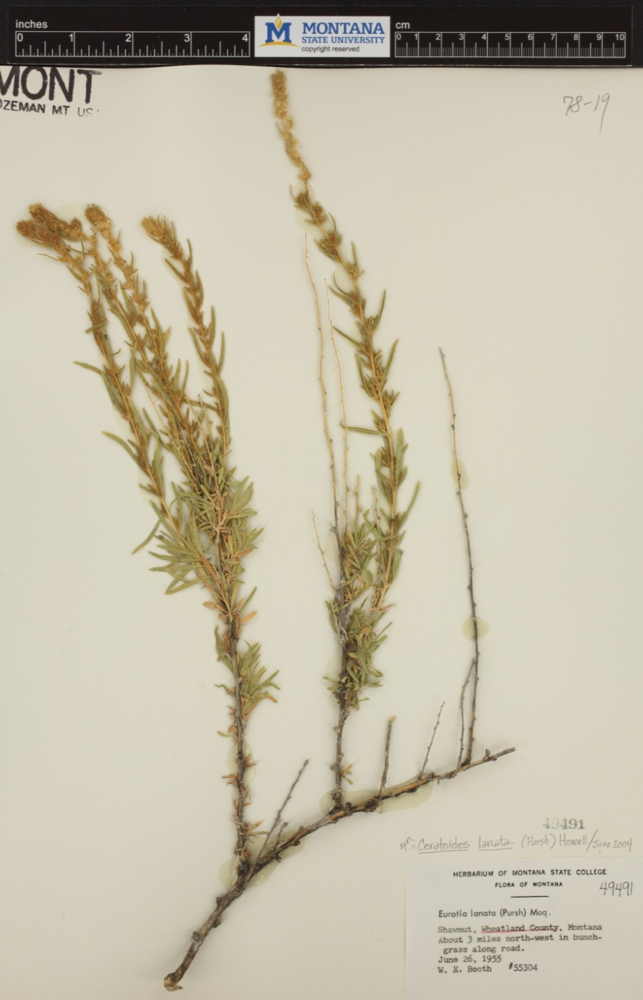 inches
0 1 2 3 4
M MONTANA
STATE UNIVERSITY
copyright reserved
cm
0 1 2 3 4 5 6 7 8 9 10
MONT
OZEMAN MT USA
78-19
49491
syn: = Ceratoides lanata (Pursh) Howell/June 2004
HERBARIUM OF MONTANA STATE COLLEGE
FLORA OF MONTANA
49491
Eurotia lanata (Pursh) Moq.
Shawmut, Wheatland County, Montana
About 3 miles north-west in bunch-
grass along road.
June 26, 1955
W. E. Booth #55304